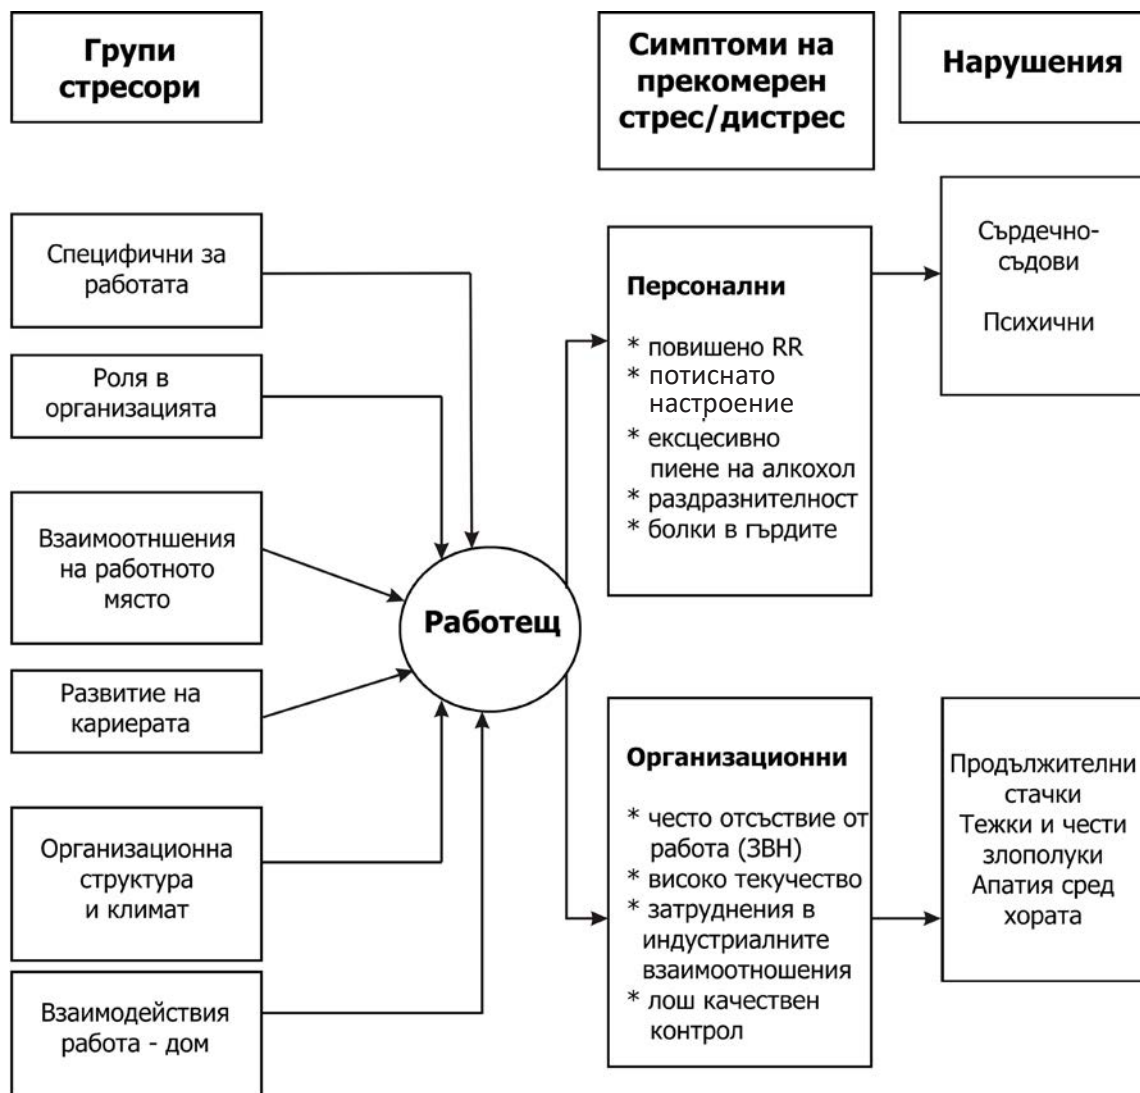 Групи
стресори
Симптоми на
прекомерен
стрес/дистрес
Нарушения
Специфични за
работата
Роля в
организацията
Взаимоотншения
на работното
място
Развитие на
кариерата
Организационна
структура
и климат
Взаимодействия
работа - дом
Работещ
Персонални
* повишено RR
* потиснато
настроение
* ексцесивно
пиене на алкохол
* раздразнителност
* болки в гърдите
Организационни
* често отсъствие от
работа (ЗВН)
* високо текучество
* затруднения в
индустриалните
взаимоотношения
* лош качествен
контрол
Сърдечно-
съдови
Психични
Продължителни
стачки
Тежки и чести
злополуки
Апатия сред
хората